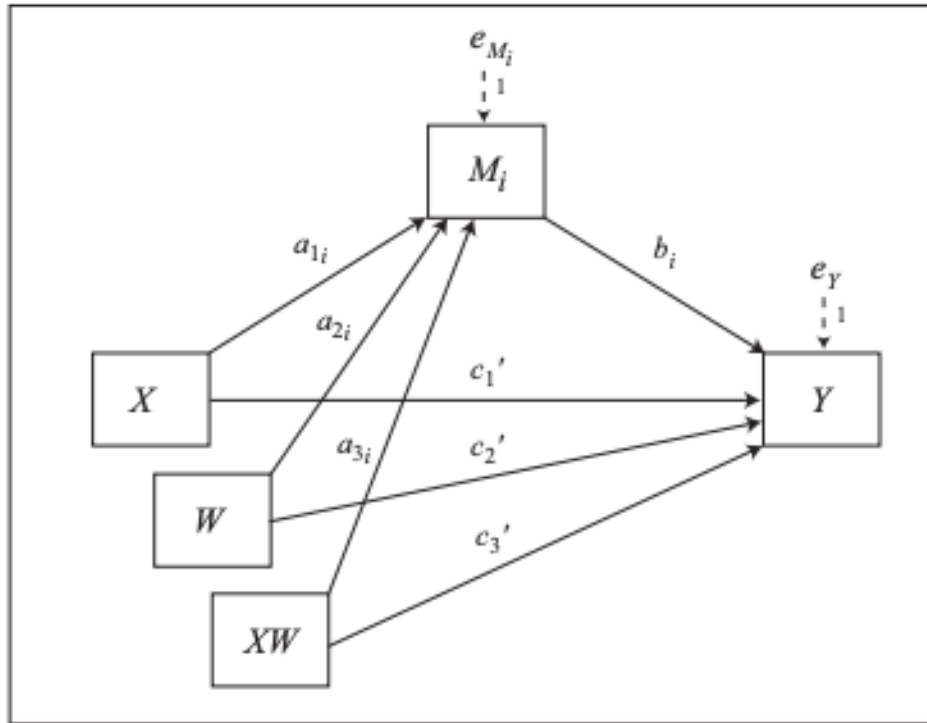 e_{M_i}
1
M_i
a_{1i}
b_i
e_Y
1
a_{2i}
X
c_1'
Y
a_{3i}
c_2'
W
c_3'
XW